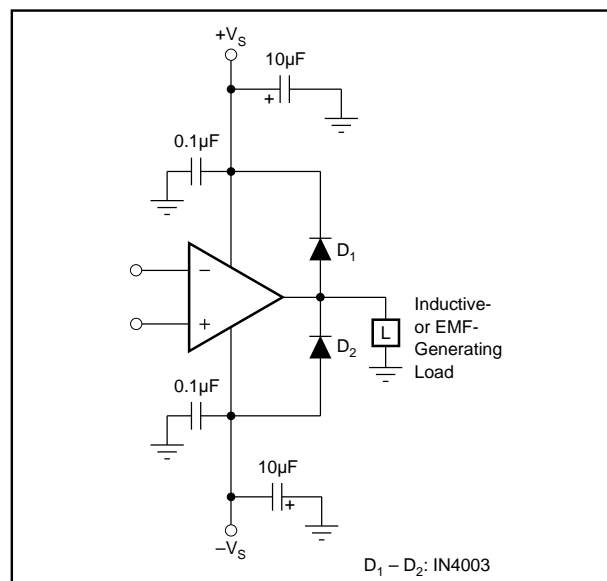 +VS
10µF
+
0.1µF
D1
−
+
Inductive-
or EMF-
Generating
Load
L
D2
0.1µF
10µF
+
–VS
D1 – D2: IN4003